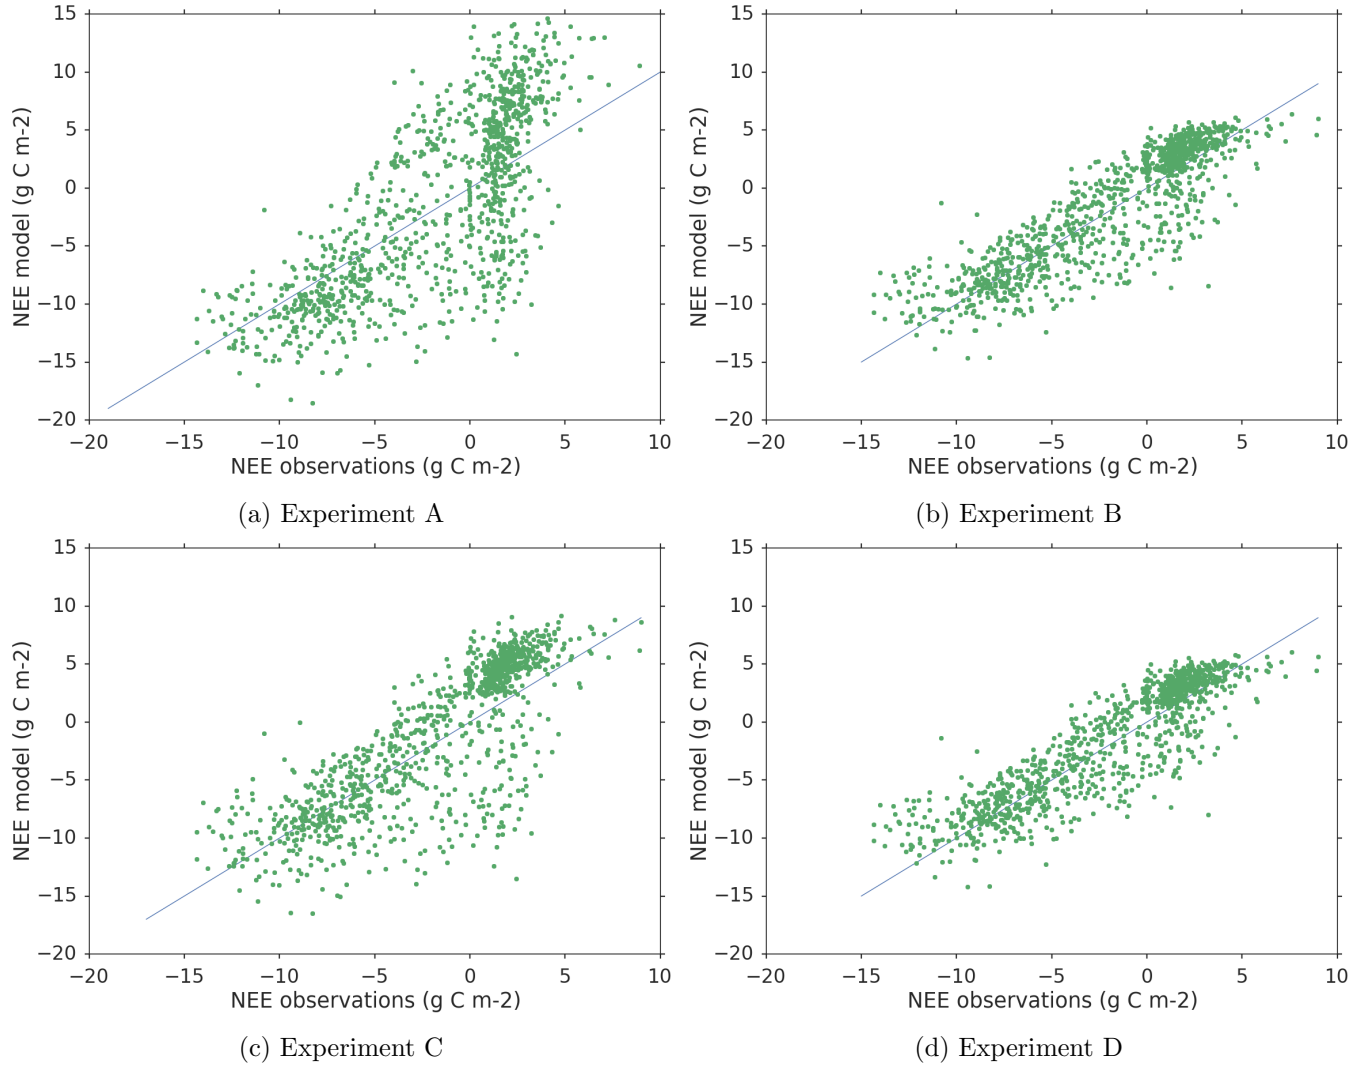 15
10
5
0
−5
−10
−15
−20
−20 −15 −10 −5 0 5 10
NEE model (g C m-2)
NEE observations (g C m-2)
(a) Experiment A
15
10
5
0
−5
−10
−15
−20
−20 −15 −10 −5 0 5 10
NEE model (g C m-2)
NEE observations (g C m-2)
(b) Experiment B
15
10
5
0
−5
−10
−15
−20
−20 −15 −10 −5 0 5 10
NEE model (g C m-2)
NEE observations (g C m-2)
(c) Experiment C
15
10
5
0
−5
−10
−15
−20
−20 −15 −10 −5 0 5 10
NEE model (g C m-2)
NEE observations (g C m-2)
(d) Experiment D